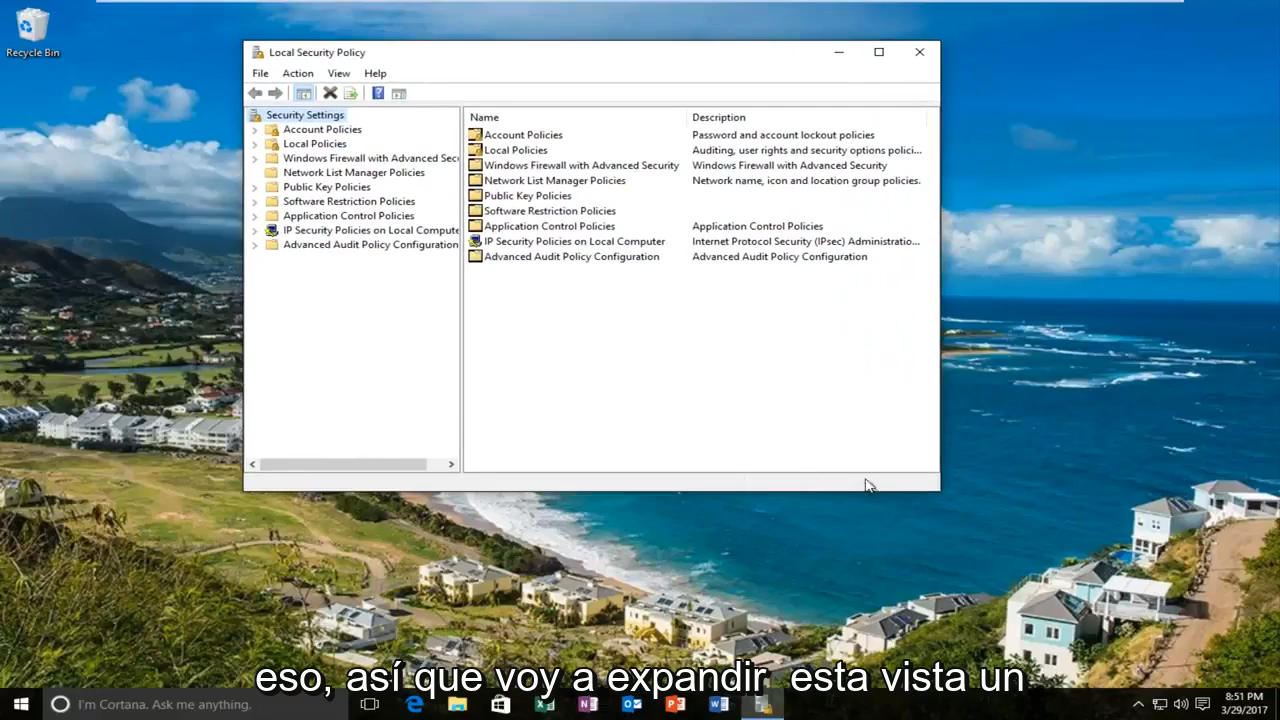 Recycle Bin
Local Security Policy
File Action View Help
Security Settings
Account Policies
Local Policies
Windows Firewall with Advanced Sec
Network List Manager Policies
Public Key Policies
Software Restriction Policies
Application Control Policies
IP Security Policies on Local Compute
Advanced Audit Policy Configuration
Name Description
Account Policies Password and account lockout policies
Local Policies Auditing, user rights and security options polici...
Windows Firewall with Advanced Security Windows Firewall with Advanced Security
Network List Manager Policies Network name, icon and location group policies.
Public Key Policies
Software Restriction Policies
Application Control Policies Application Control Policies
IP Security Policies on Local Computer Internet Protocol Security (IPsec) Administratio...
Advanced Audit Policy Configuration Advanced Audit Policy Configuration
eso, así que voy a expandir esta vista un
I'm Cortana. Ask me anything.
8:51 PM
3/29/2017